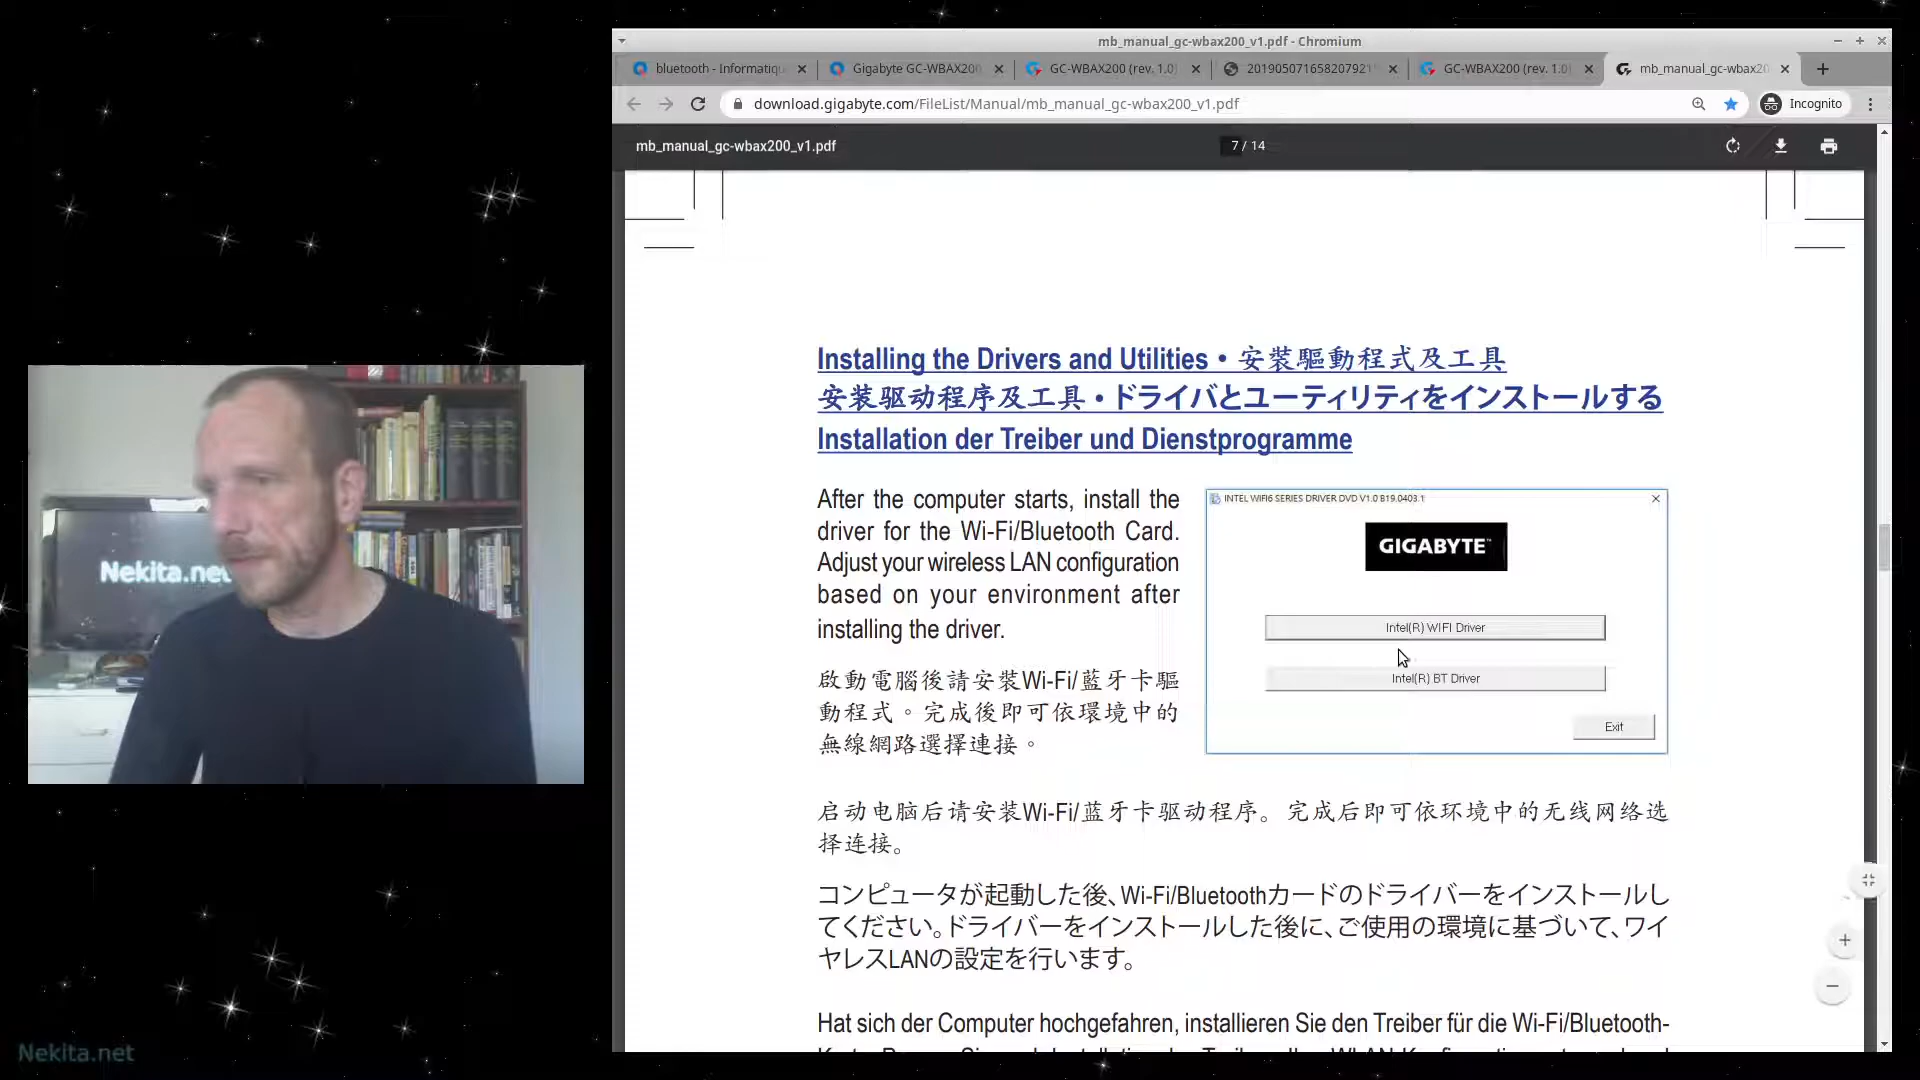 mb_manual_gc-wbax200_v1.pdf - Chromium
bluetooth - Informatiqu
Gigabyte GC-WBAX200
GC-WBAX200 (rev. 1.0)
201905071658207921
GC-WBAX200 (rev. 1.0)
mb_manual_gc-wbax20
download.gigabyte.com/FileList/Manual/mb_manual_gc-wbax200_v1.pdf
Incognito
mb_manual_gc-wbax200_v1.pdf
7 / 14
Installing the Drivers and Utilities • 安裝驅動程式及工具
安装驱动程序及工具 • ドライバとユーティリティをインストールする
Installation der Treiber und Dienstprogramme
After the computer starts, install the
driver for the Wi-Fi/Bluetooth Card.
Adjust your wireless LAN configuration
based on your environment after
installing the driver.
INTEL WIFI6 SERIES DRIVER DVD V1.0 B19.0403.1
GIGABYTE™
Intel(R) WIFI Driver
Intel(R) BT Driver
Exit
啟動電腦後請安裝Wi-Fi/藍牙卡驅
動程式。完成後即可依環境中的
無線網路選擇連接。
启动电脑后请安装Wi-Fi/蓝牙卡驱动程序。完成后即可依环境中的无线网络选
择连接。
コンピュータが起動した後、Wi-Fi/Bluetoothカードのドライバーをインストールし
てください。ドライバーをインストールした後に、ご使用の環境に基づいて、ワイ
ヤレスLANの設定を行います。
Hat sich der Computer hochgefahren, installieren Sie den Treiber für die Wi-Fi/Bluetooth-
Nekita.net
Nekita.net